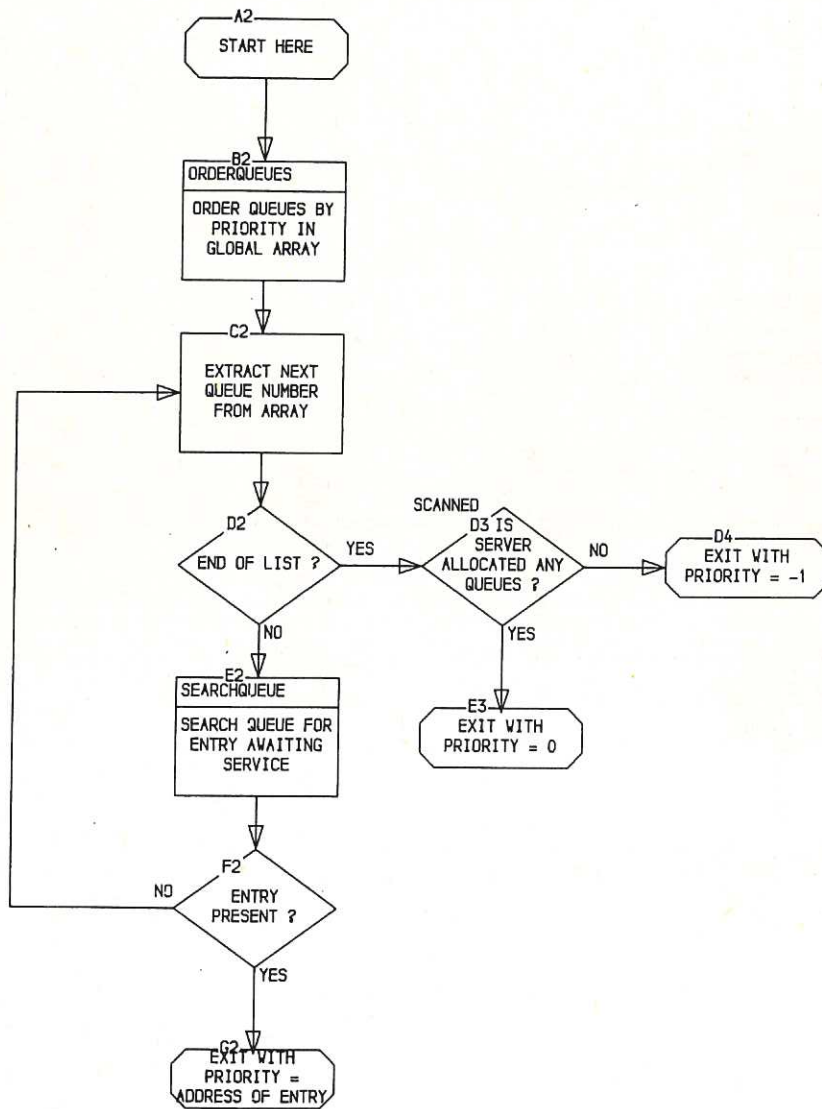 A2
START HERE
B2
ORDERQUEUES
ORDER QUEUES BY
PRIORITY IN
GLOBAL ARRAY
C2
EXTRACT NEXT
QUEUE NUMBER
FROM ARRAY
D2
END OF LIST ?
YES
NO
SCANNED
D3 IS
SERVER
ALLOCATED ANY
QUEUES ?
NO
YES
D4
EXIT WITH
PRIORITY = -1
E3
EXIT WITH
PRIORITY = 0
E2
SEARCHQUEUE
SEARCH QUEUE FOR
ENTRY AWAITING
SERVICE
F2
ENTRY
PRESENT ?
NO
YES
G2
EXIT WITH
PRIORITY =
ADDRESS OF ENTRY